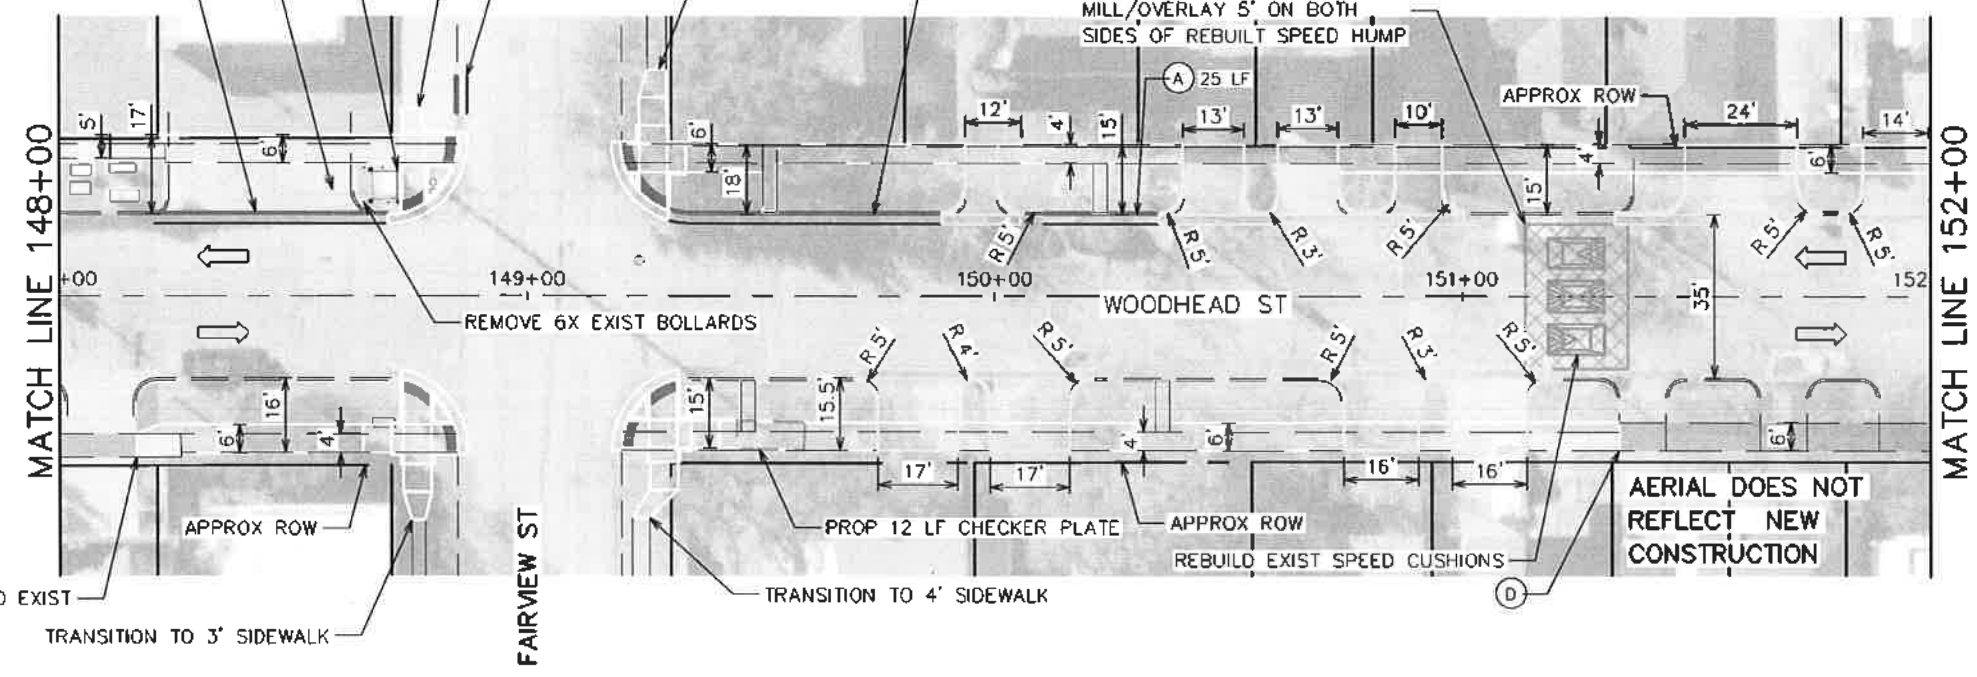 MILL/OVERLAY 5' ON BOTH
SIDES OF REBUILT SPEED HUMP
A 25 LF
APPROX ROW
5'
17'
6'
6'
18'
12'
4'
15'
13'
13'
10'
15'
4'
24'
6'
14'
MATCH LINE 148+00
MATCH LINE 152+00
R 5'
R 5'
R 3'
R 5'
R 5'
R 5'
+00
149+00
150+00
151+00
152
WOODHEAD ST
35'
REMOVE 6X EXIST BOLLARDS
R 5'
R 4'
R 5'
R 5'
R 3'
R 5'
16'
6'
4'
15'
15.5'
4'
6'
6'
17'
17'
16'
16'
AERIAL DOES NOT
REFLECT NEW
CONSTRUCTION
APPROX ROW
FAIRVIEW ST
PROP 12 LF CHECKER PLATE
APPROX ROW
REBUILD EXIST SPEED CUSHIONS
D
EXIST
TRANSITION TO 4' SIDEWALK
TRANSITION TO 3' SIDEWALK